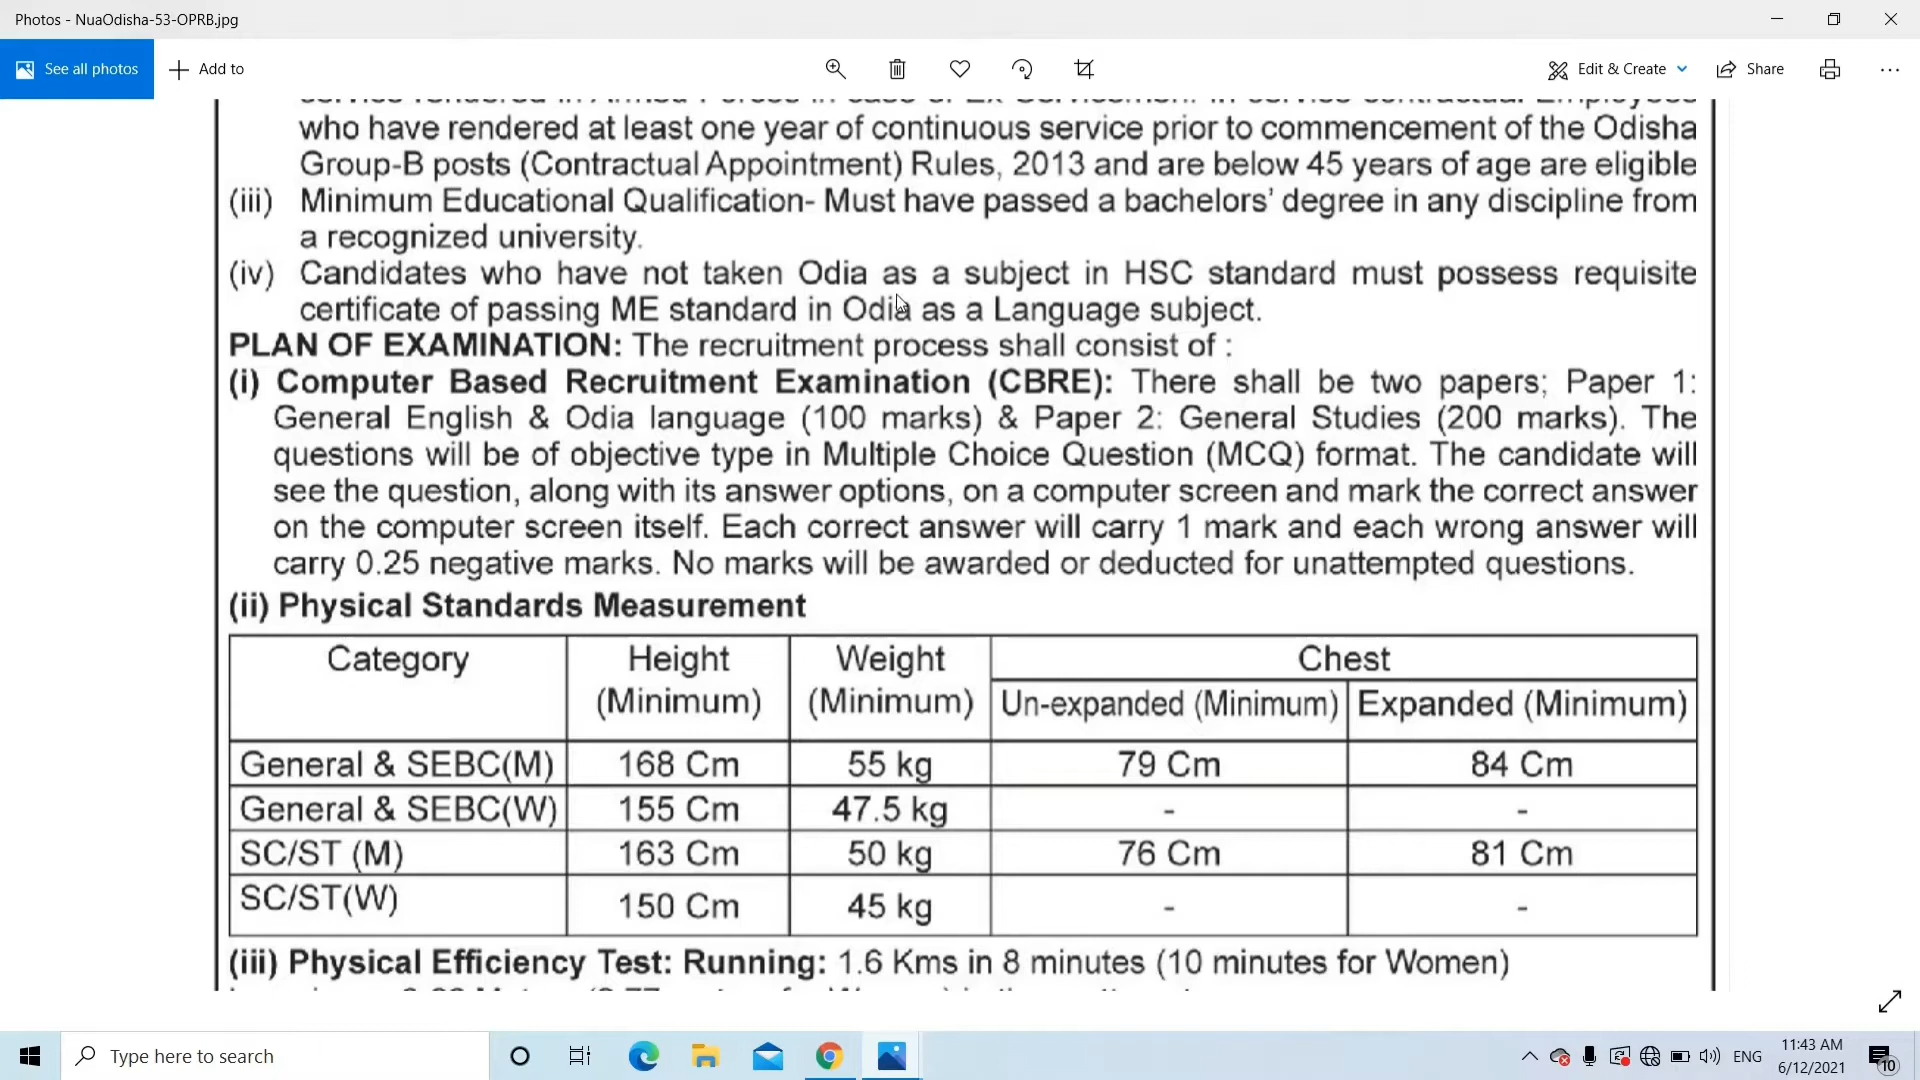 Photos - NuaOdisha-53-OPRB.jpg
See all photos
Add to
Edit & Create
Share
who have rendered at least one year of continuous service prior to commencement of the Odisha
Group-B posts (Contractual Appointment) Rules, 2013 and are below 45 years of age are eligible
(iii) Minimum Educational Qualification- Must have passed a bachelors' degree in any discipline from
a recognized university.
(iv) Candidates who have not taken Odia as a subject in HSC standard must possess requisite
certificate of passing ME standard in Odia as a Language subject.
PLAN OF EXAMINATION: The recruitment process shall consist of :
(i) Computer Based Recruitment Examination (CBRE): There shall be two papers; Paper 1:
General English & Odia language (100 marks) & Paper 2: General Studies (200 marks). The
questions will be of objective type in Multiple Choice Question (MCQ) format. The candidate will
see the question, along with its answer options, on a computer screen and mark the correct answer
on the computer screen itself. Each correct answer will carry 1 mark and each wrong answer will
carry 0.25 negative marks. No marks will be awarded or deducted for unattempted questions.
(ii) Physical Standards Measurement
Category Height Weight Chest
(Minimum) (Minimum) Un-expanded (Minimum) Expanded (Minimum)
General & SEBC(M) 168 Cm 55 kg 79 Cm 84 Cm
General & SEBC(W) 155 Cm 47.5 kg - -
SC/ST (M) 163 Cm 50 kg 76 Cm 81 Cm
SC/ST(W) 150 Cm 45 kg - -
(iii) Physical Efficiency Test: Running: 1.6 Kms in 8 minutes (10 minutes for Women)
Type here to search
ENG
11:43 AM
6/12/2021
10